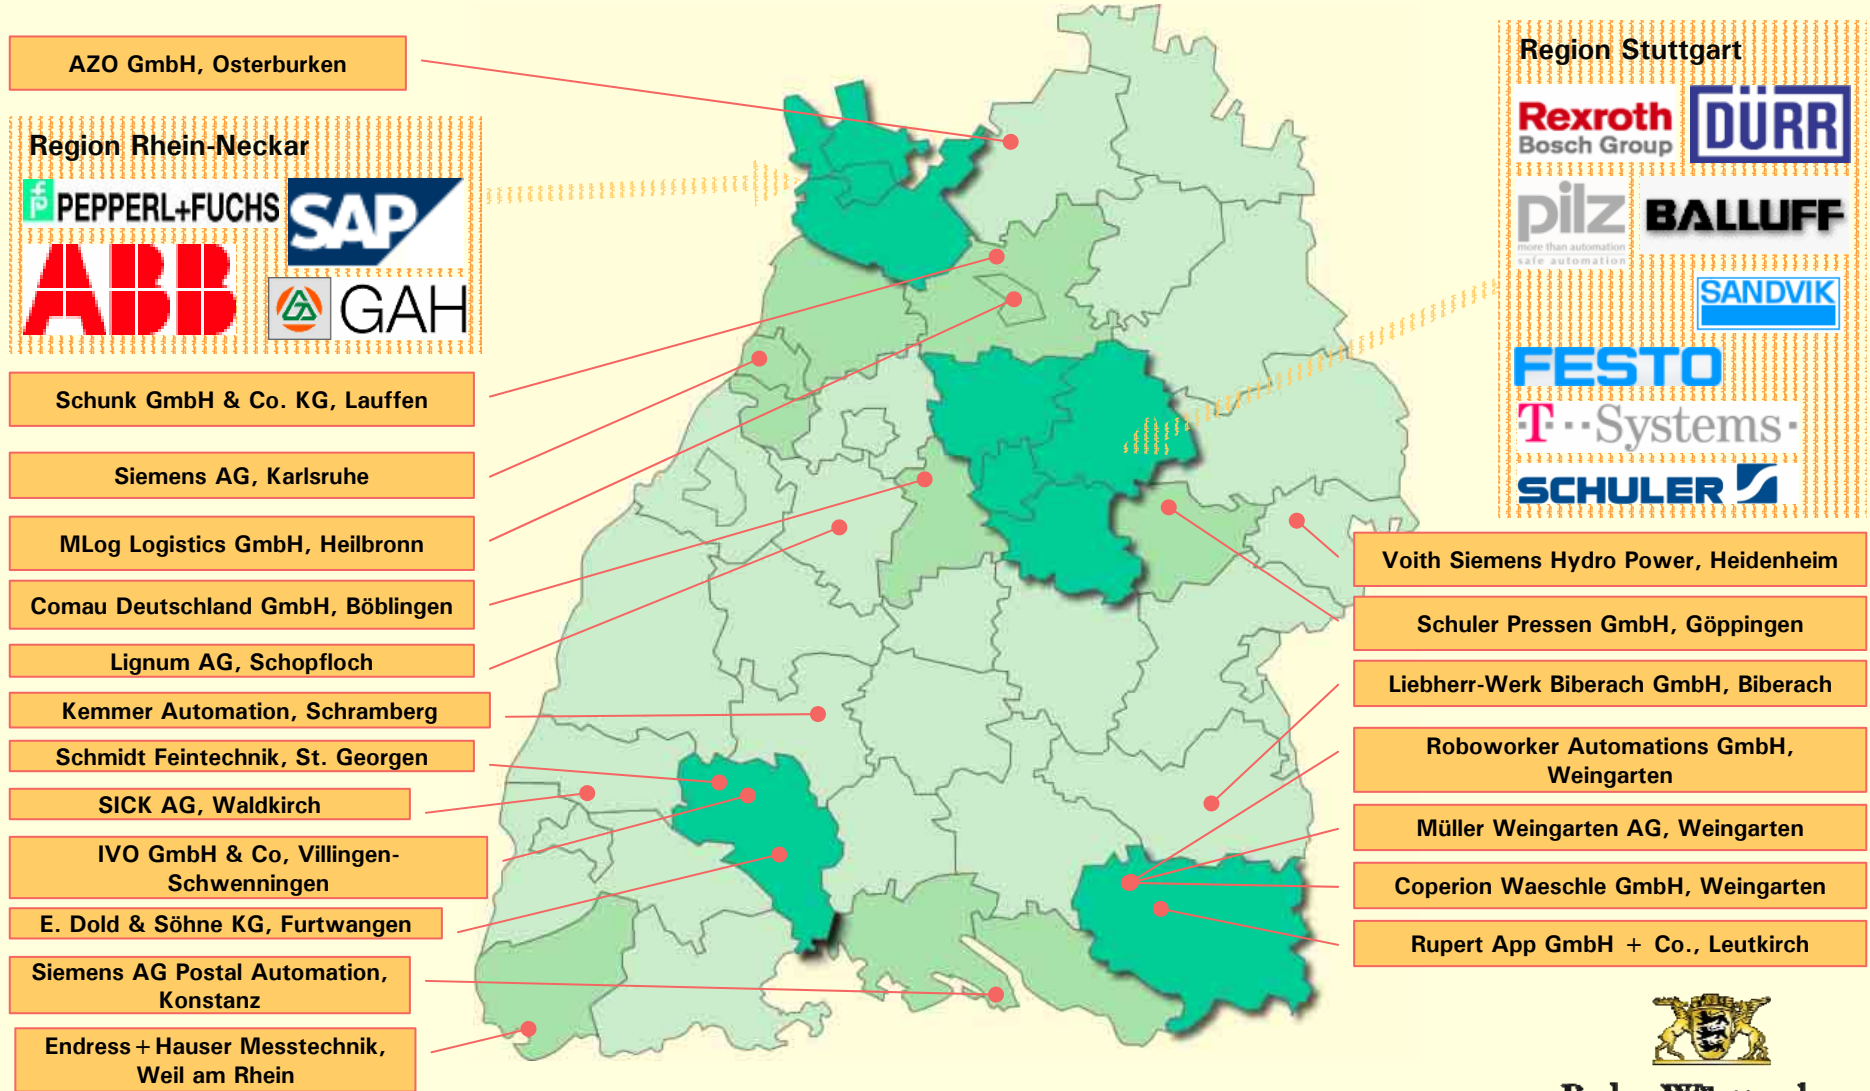 AZO GmbH, Osterburken
Region Rhein-Neckar
PEPPERL+FUCHS
SAP
ABB
GAH
Schunk GmbH & Co. KG, Lauffen
Siemens AG, Karlsruhe
MLog Logistics GmbH, Heilbronn
Comau Deutschland GmbH, Böblingen
Lignum AG, Schopfloch
Kemmer Automation, Schramberg
Schmidt Feintechnik, St. Georgen
SICK AG, Waldkirch
IVO GmbH & Co, Villingen-
Schwenningen
E. Dold & Söhne KG, Furtwangen
Siemens AG Postal Automation,
Konstanz
Endress+Hauser Messtechnik,
Weil am Rhein
Region Stuttgart
Rexroth
Bosch Group
DÜRR
pilz
more than automation
safe automation
BALLUFF
SANDVIK
FESTO
T··Systems·
SCHULER
Voith Siemens Hydro Power, Heidenheim
Schuler Pressen GmbH, Göppingen
Liebherr-Werk Biberach GmbH, Biberach
Roboworker Automations GmbH,
Weingarten
Müller Weingarten AG, Weingarten
Coperion Waeschle GmbH, Weingarten
Rupert App GmbH + Co., Leutkirch